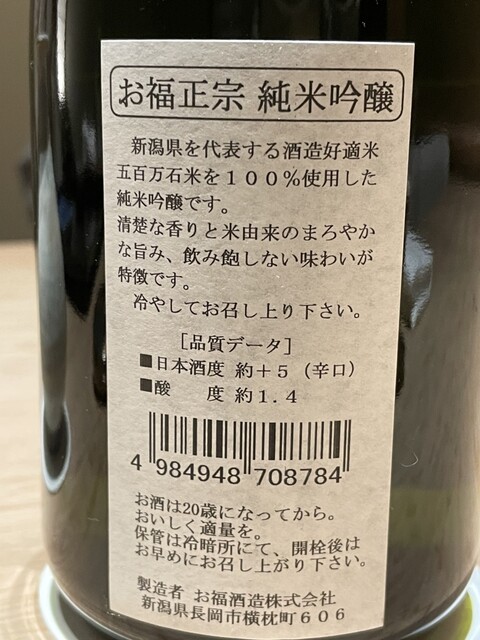 お福正宗 純米吟醸
新潟県を代表する酒造好適米
五百万石米を100%使用した
純米吟醸です。
清楚な香りと米由来のまろやか
な旨み、飲み飽しない味わいが
特徴です。
冷やしてお召し上り下さい。
[品質データ]
■日本酒度 約+5 (辛口)
■酸 度 約1.4
4 984948 708784
お酒は20歳になってから。
おいしく適量を。
保管は冷暗所にて、開栓後は
お早めにお召し上がり下さい。
製造者 お福酒造株式会社
新潟県長岡市横枕町606